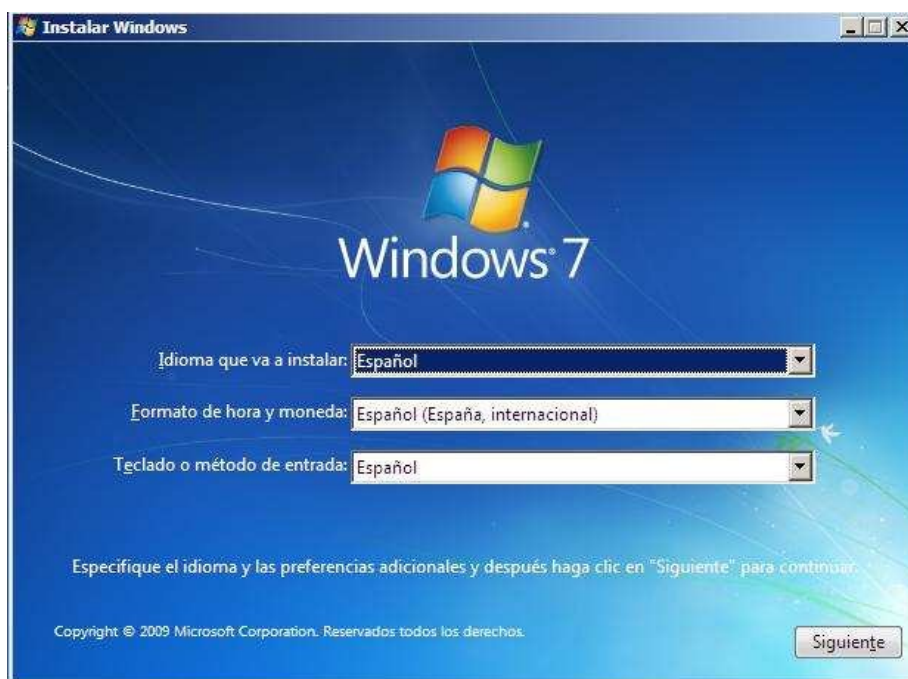 Instalar Windows
Windows® 7
Idioma que va a instalar: Español
Formato de hora y moneda: Español (España, internacional)
Teclado o método de entrada: Español
Especifique el idioma y las preferencias adicionales y después haga clic en "Siguiente" para continuar.
Copyright © 2009 Microsoft Corporation. Reservados todos los derechos.
Siguiente